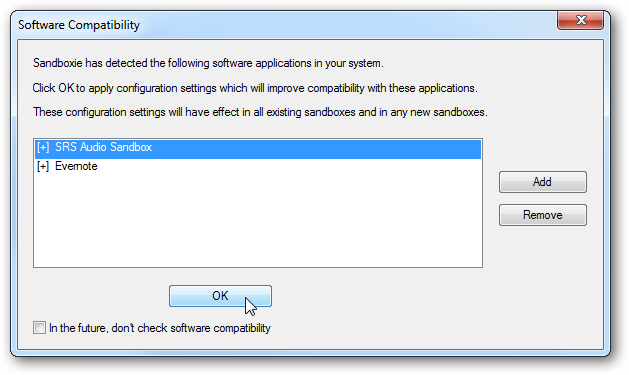 Software Compatibility
Sandboxie has detected the following software applications in your system.
Click OK to apply configuration settings which will improve compatibility with these applications.
These configuration settings will have effect in all existing sandboxes and in any new sandboxes.
[+] SRS Audio Sandbox
[+] Evernote
Add
Remove
OK
In the future, don't check software compatibility